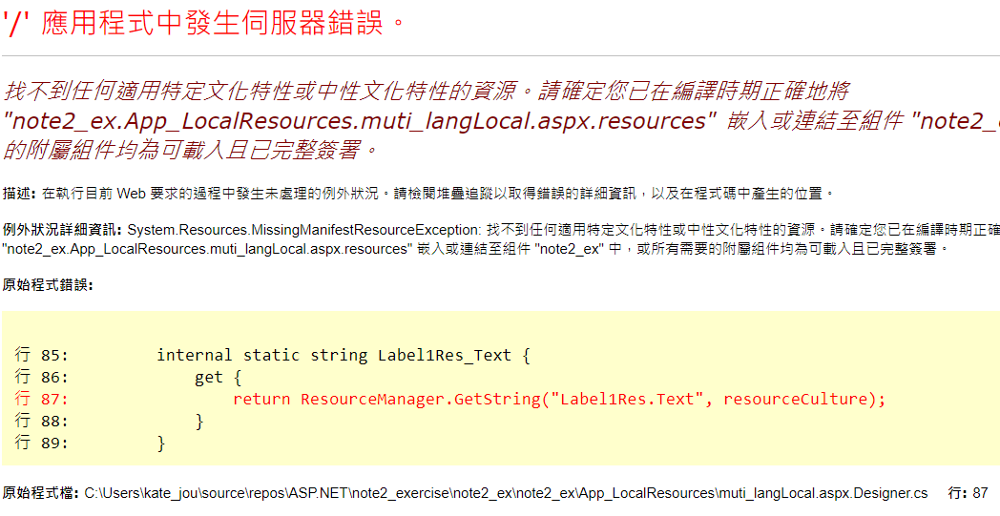 '/' 應用程式中發生伺服器錯誤。
找不到任何適用特定文化特性或中性文化特性的資源。請確定您已在編譯時期正確地將
"note2_ex.App_LocalResources.muti_langLocal.aspx.resources" 嵌入或連結至組件 "note2_
的附屬組件均為可載入且已完整簽署。
描述: 在執行目前 Web 要求的過程中發生未處理的例外狀況。請檢閱堆疊追蹤以取得錯誤的詳細資訊，以及在程式碼中產生的位置。
例外狀況詳細資訊: System.Resources.MissingManifestResourceException: 找不到任何適用特定文化特性或中性文化特性的資源。請確定您已在編譯時期正確
"note2_ex.App_LocalResources.muti_langLocal.aspx.resources" 嵌入或連結至組件 "note2_ex" 中，或所有需要的附屬組件均為可載入且已完整簽署。
原始程式錯誤:
行 85:         internal static string Label1Res_Text {
行 86:             get {
行 87:                 return ResourceManager.GetString("Label1Res.Text", resourceCulture);
行 88:             }
行 89:         }
原始程式檔: C:\Users\kate_jou\source\repos\ASP.NET\note2_exercise\note2_ex\note2_ex\App_LocalResources\muti_langLocal.aspx.Designer.cs    行: 87